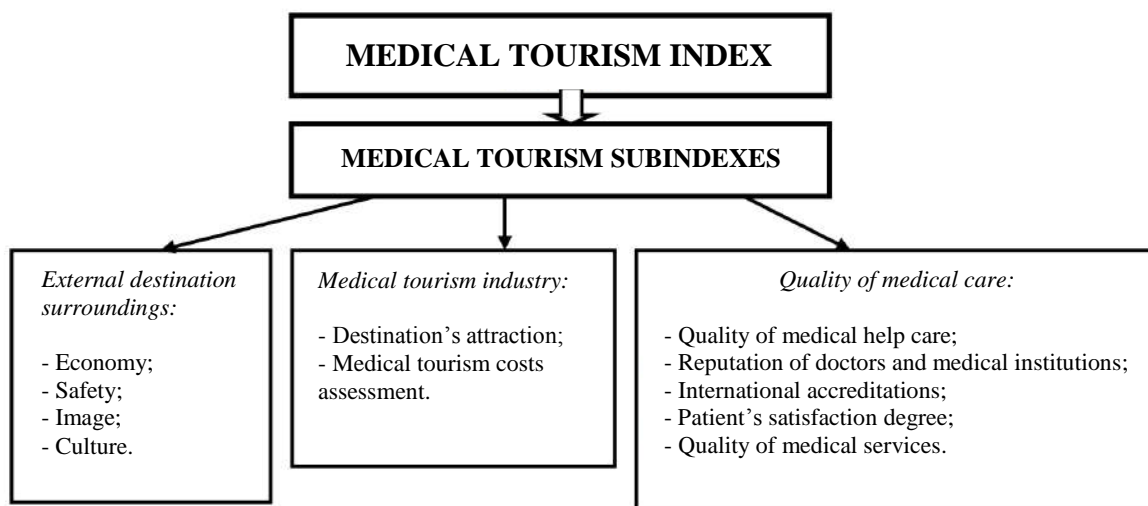 MEDICAL TOURISM INDEX
MEDICAL TOURISM SUBINDEXES
External destination
surroundings:
- Economy;
- Safety;
- Image;
- Culture.
Medical tourism industry:
- Destination’s attraction;
- Medical tourism costs
assessment.
Quality of medical care:
- Quality of medical help care;
- Reputation of doctors and medical institutions;
- International accreditations;
- Patient’s satisfaction degree;
- Quality of medical services.